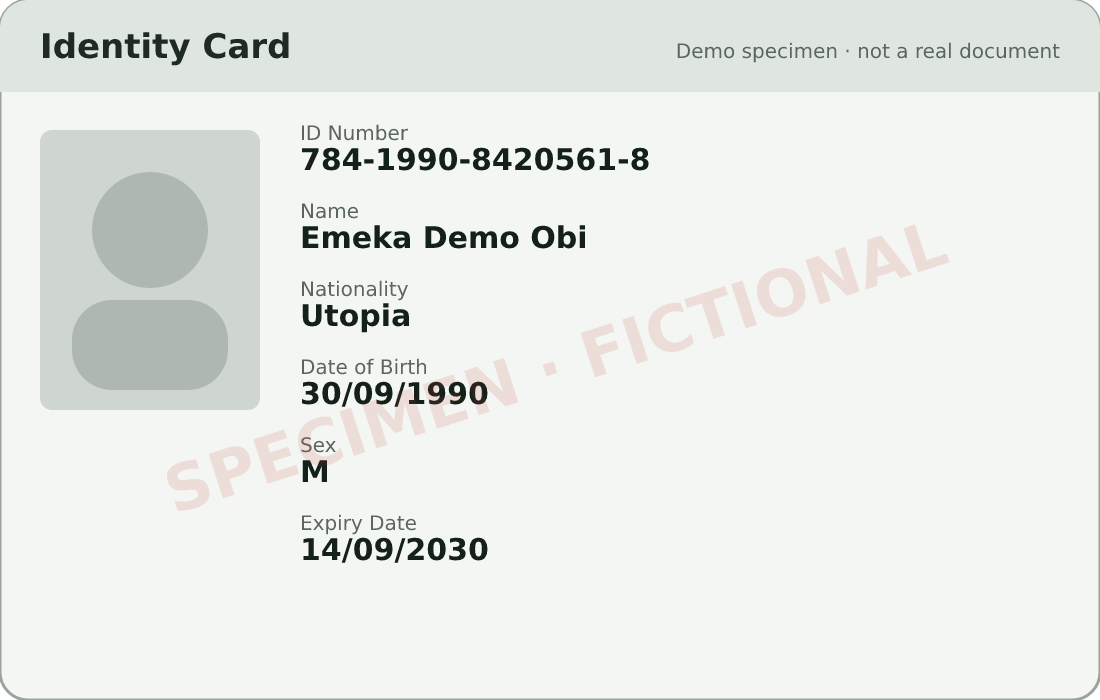 Identity Card
Demo specimen · not a real document
ID Number
784-1990-8420561-8
Name
Emeka Demo Obi
Nationality
Utopia
Date of Birth
30/09/1990
Sex
M
Expiry Date
14/09/2030
SPECIMEN · FICTIONAL